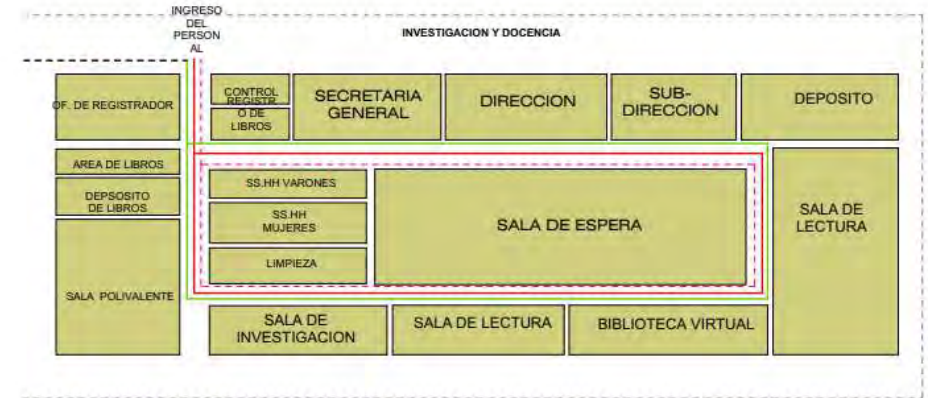 INGRESO
DEL
PERSON
AL
INVESTIGACION Y DOCENCIA
OF. DE REGISTRADOR
CONTROL
REGISTR
O DE
LIBROS
SECRETARIA
GENERAL
DIRECCION
SUB-
DIRECCION
DEPOSITO
AREA DE LIBROS
DEPSOSITO
DE LIBROS
SALA POLIVALENTE
SS.HH VARONES
SS.HH
MUJERES
LIMPIEZA
SALA DE ESPERA
SALA DE
LECTURA
SALA DE
INVESTIGACION
SALA DE LECTURA
BIBLIOTECA VIRTUAL